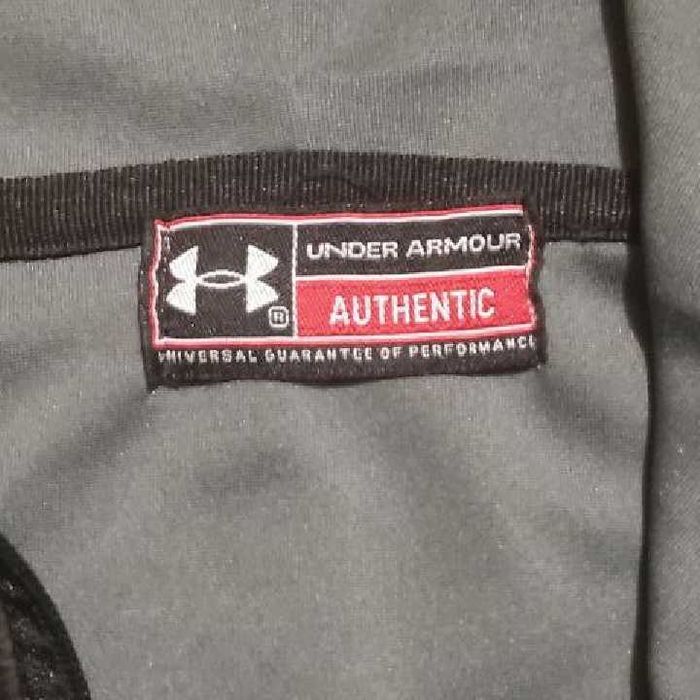 UNDER ARMOUR
®
AUTHENTIC
UNIVERSAL GUARANTEE OF PERFORMANCE